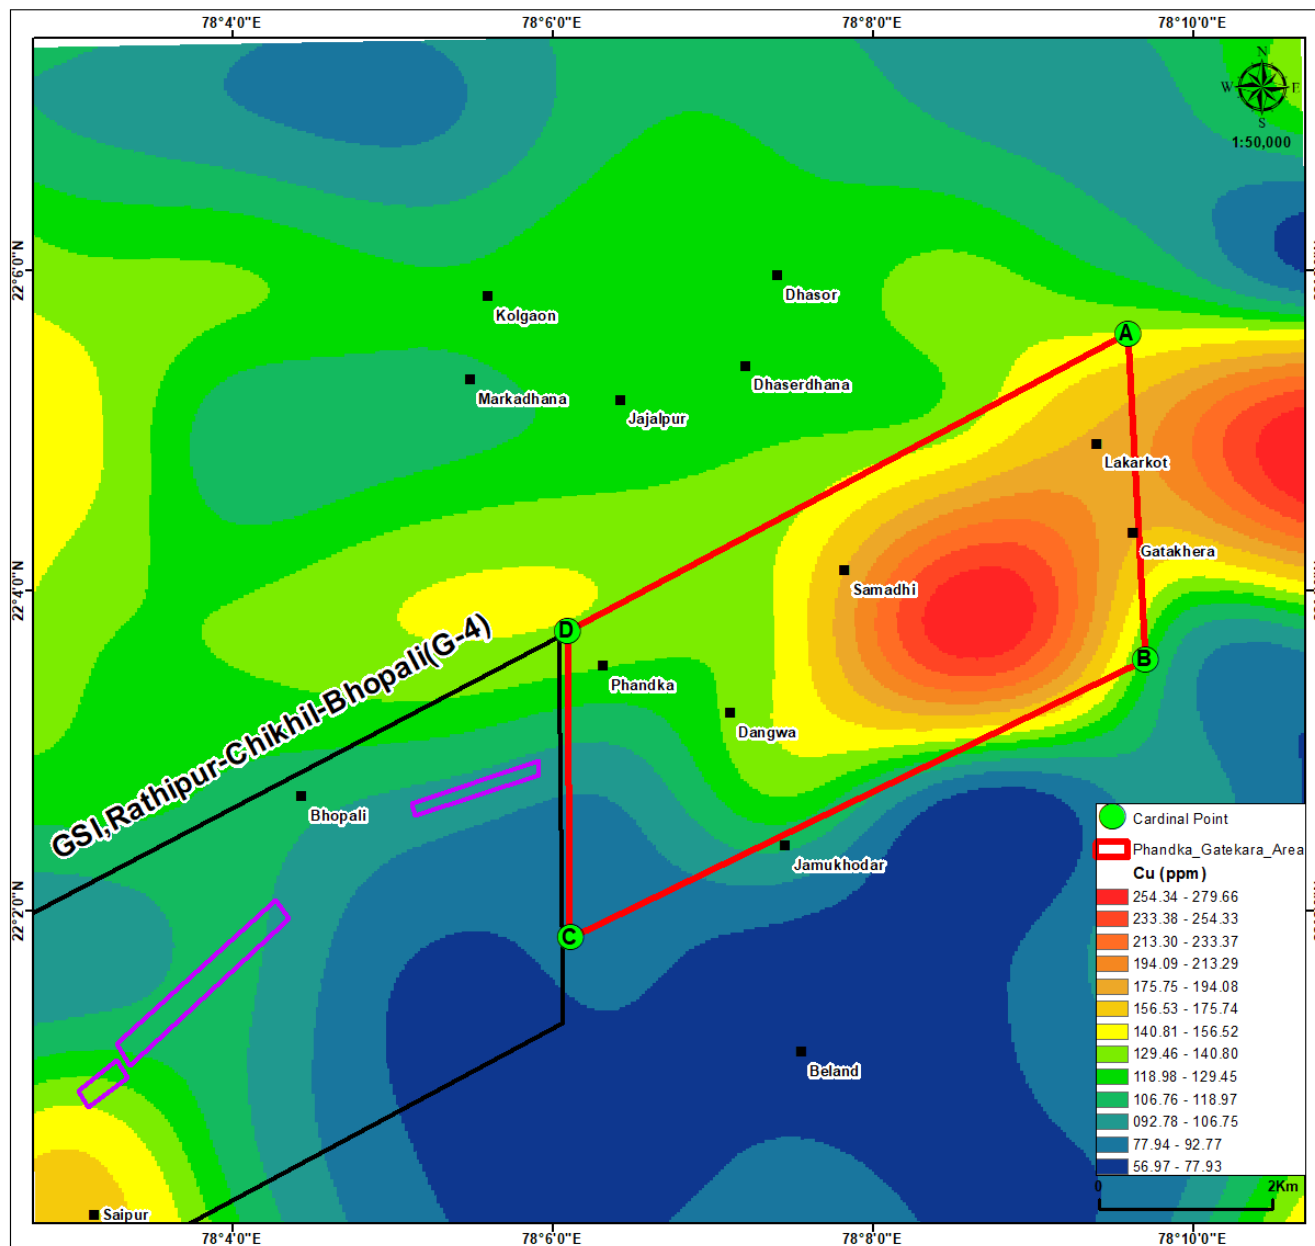 78°4'0"E
78°6'0"E
78°8'0"E
78°10'0"E
N
W
E
S
1:50,000
22°6'0"N
Dhasor
Kolgaon
A
Dhaserdhana
Markadhana
Jajalpur
Lakarkot
Gatakhera
22°4'0"N
Samadhi
D
GSI,Rathipur-Chikhil-Bhopali(G-4)
B
Phandka
Dangwa
Bhopali
Jamukhodar
22°2'0"N
C
Beland
Saipur
Cardinal Point
Phandka_Gatekara_Area
Cu (ppm)
254.34 - 279.66
233.38 - 254.33
213.30 - 233.37
194.09 - 213.29
175.75 - 194.08
156.53 - 175.74
140.81 - 156.52
129.46 - 140.80
118.98 - 129.45
106.76 - 118.97
092.78 - 106.75
77.94 - 92.77
56.97 - 77.93
0
2Km
78°4'0"E
78°6'0"E
78°8'0"E
78°10'0"E